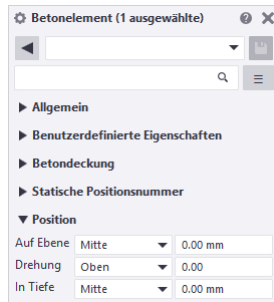 Betonelement (1 ausgewählte)
Allgemein
Benutzerdefinierte Eigenschaften
Betondeckung
Statische Positionsnummer
Position
Auf Ebene Mitte 0.00 mm
Drehung Oben 0.00
In Tiefe Mitte 0.00 mm